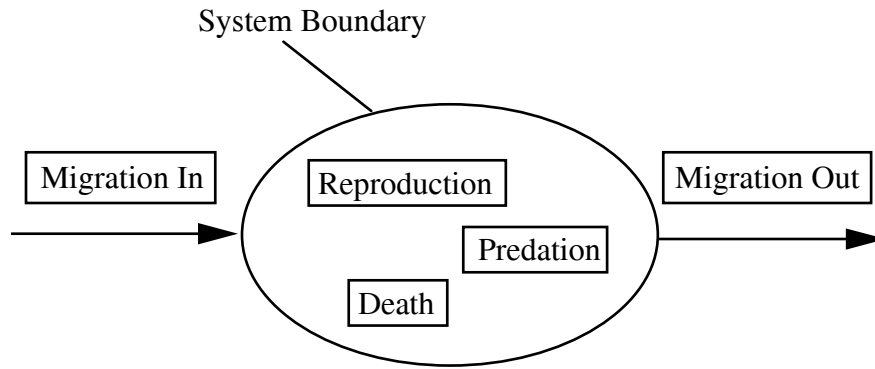 System Boundary
Migration In
Reproduction
Migration Out
Predation
Death